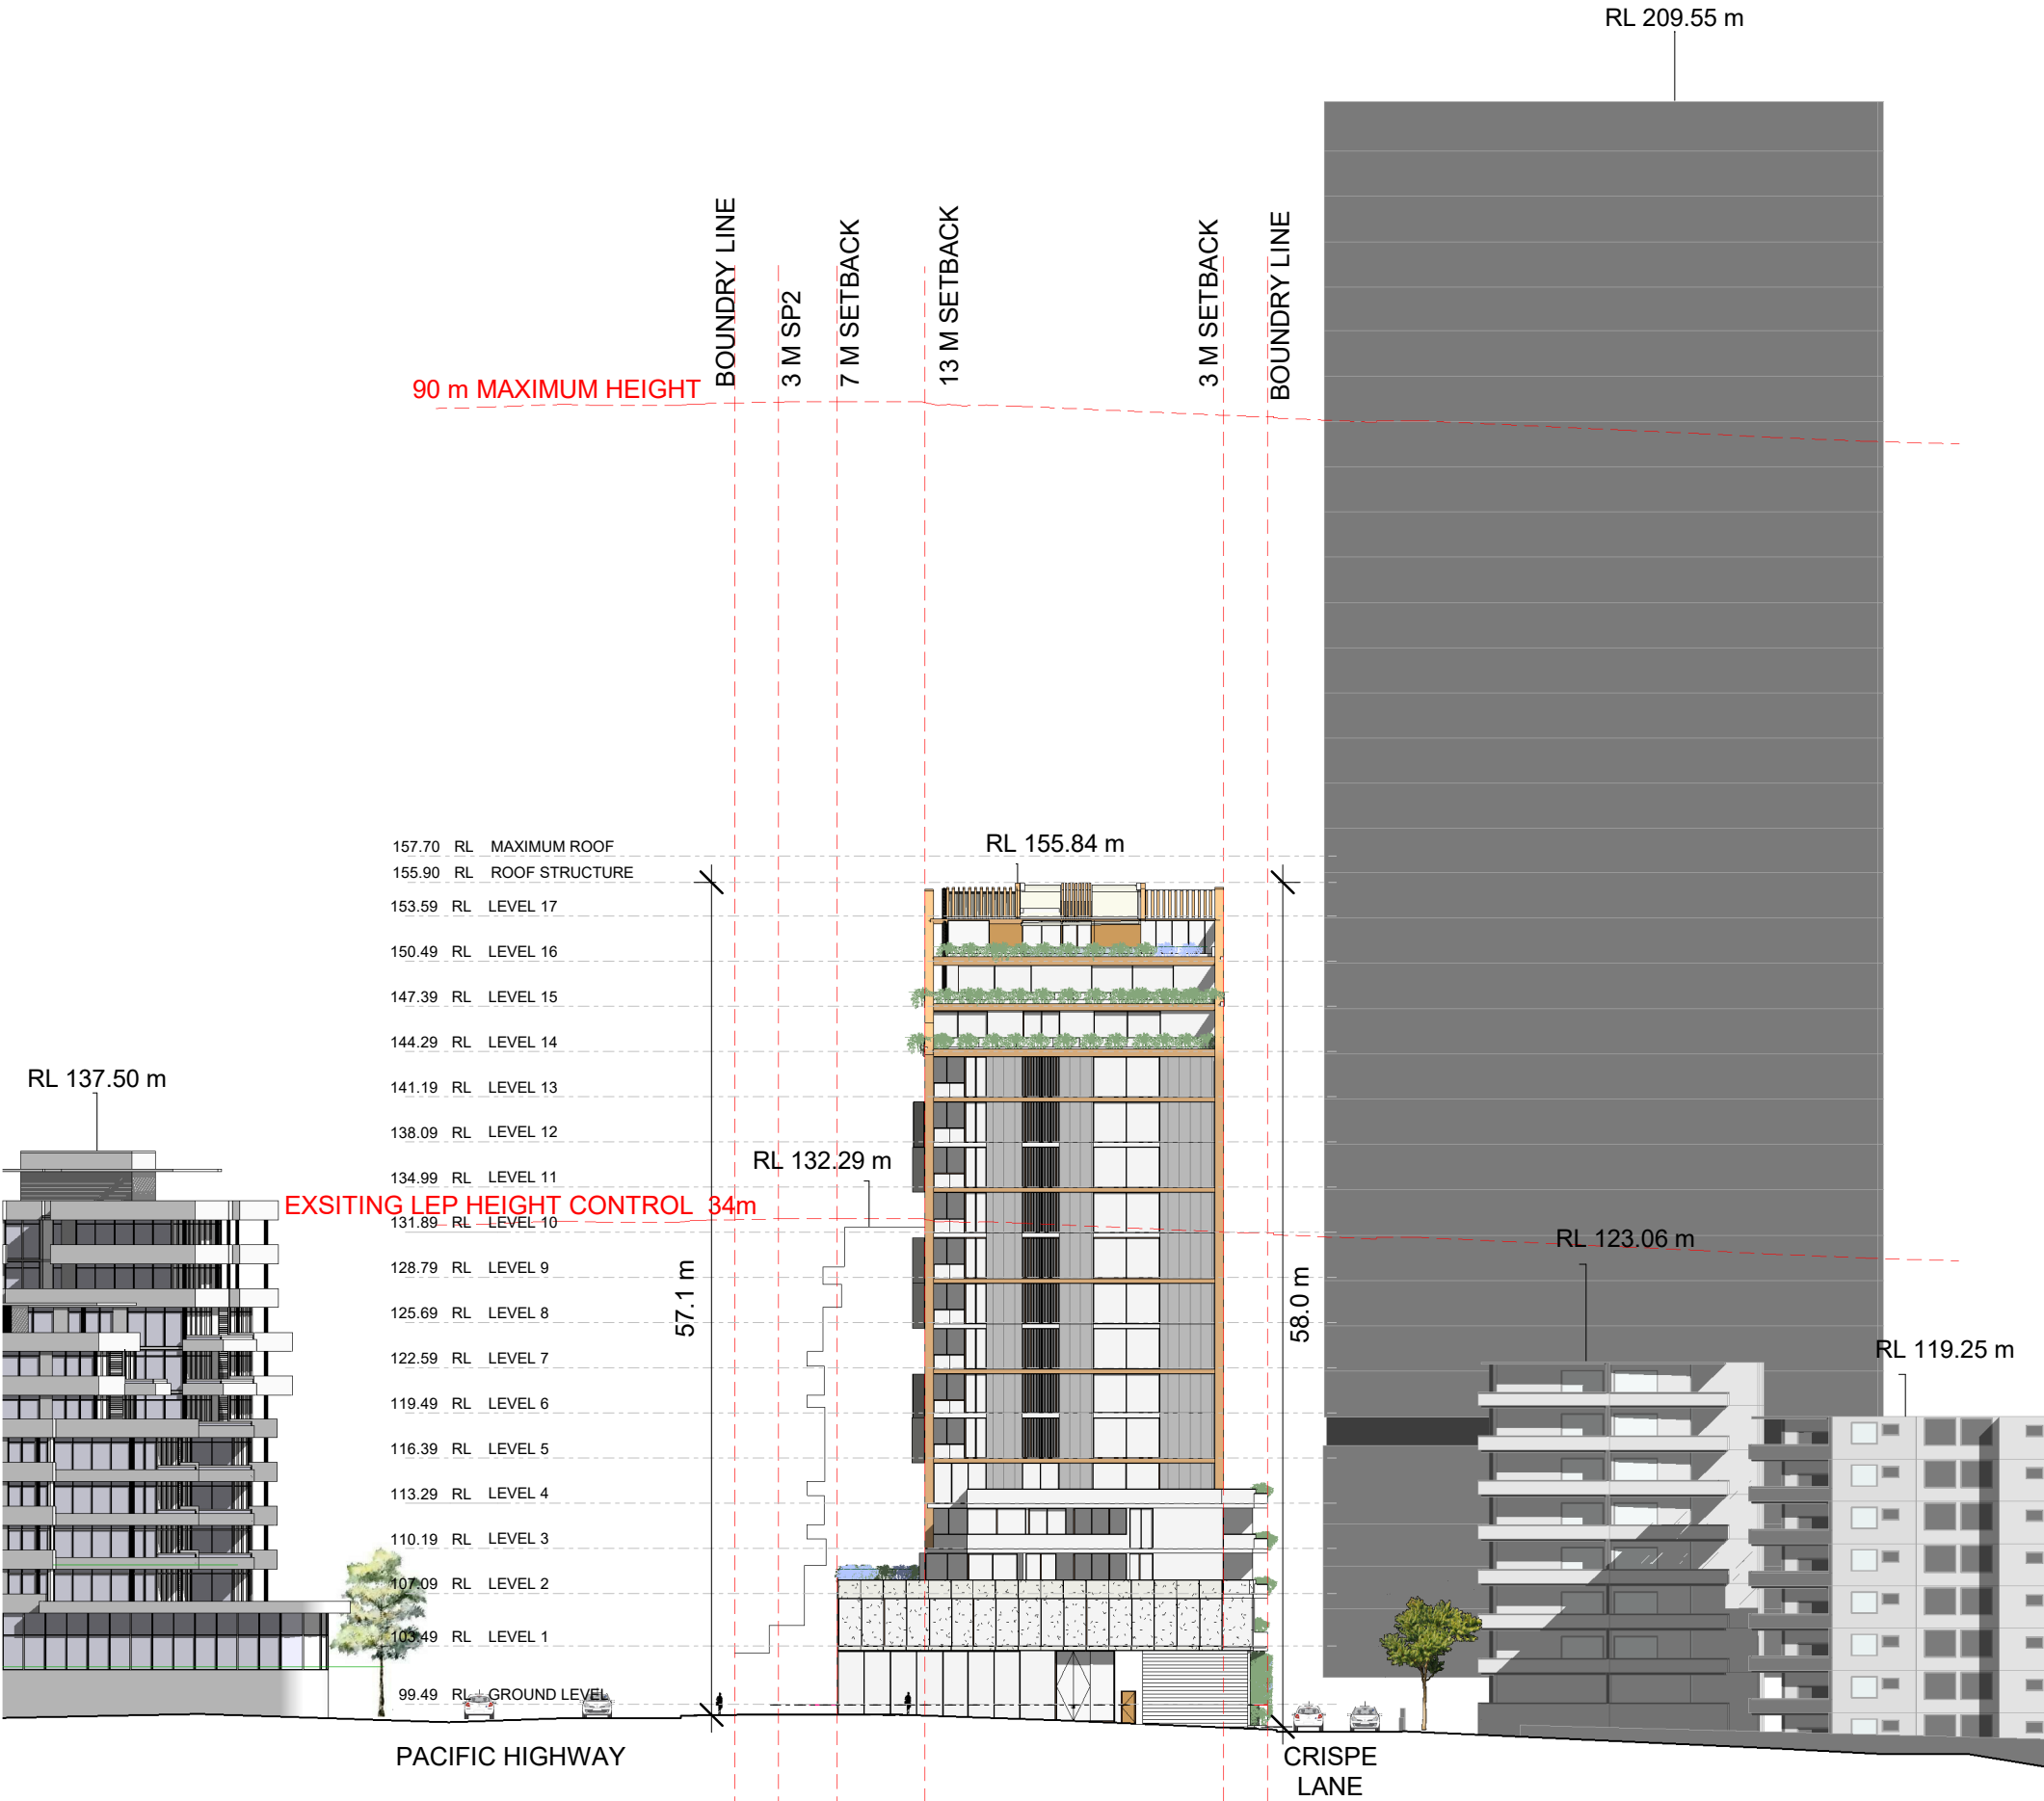 RL 209.55 m
BOUNDRY LINE
3 M SP2
7 M SETBACK
13 M SETBACK
3 M SETBACK
BOUNDRY LINE
90 m MAXIMUM HEIGHT
157.70 RL MAXIMUM ROOF
RL 155.84 m
155.90 RL ROOF STRUCTURE
153.59 RL LEVEL 17
150.49 RL LEVEL 16
147.39 RL LEVEL 15
144.29 RL LEVEL 14
RL 137.50 m
141.19 RL LEVEL 13
138.09 RL LEVEL 12
RL 132.29 m
134.99 RL LEVEL 11
EXSITING LEP HEIGHT CONTROL 34m
131.89 RL LEVEL 10
RL 123.06 m
128.79 RL LEVEL 9
57.1 m
58.0 m
125.69 RL LEVEL 8
RL 119.25 m
122.59 RL LEVEL 7
119.49 RL LEVEL 6
116.39 RL LEVEL 5
113.29 RL LEVEL 4
110.19 RL LEVEL 3
107.09 RL LEVEL 2
103.49 RL LEVEL 1
99.49 RL GROUND LEVEL
PACIFIC HIGHWAY
CRISPE
LANE